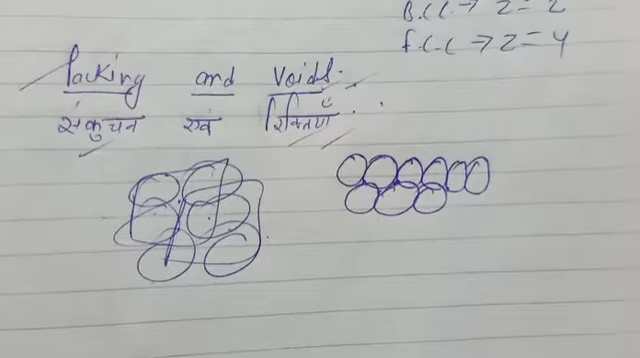 B.C.C. → Z = 2
F.C.C → Z = 4
Packing and Voids.
संकुचन एवं रिक्तियाँ